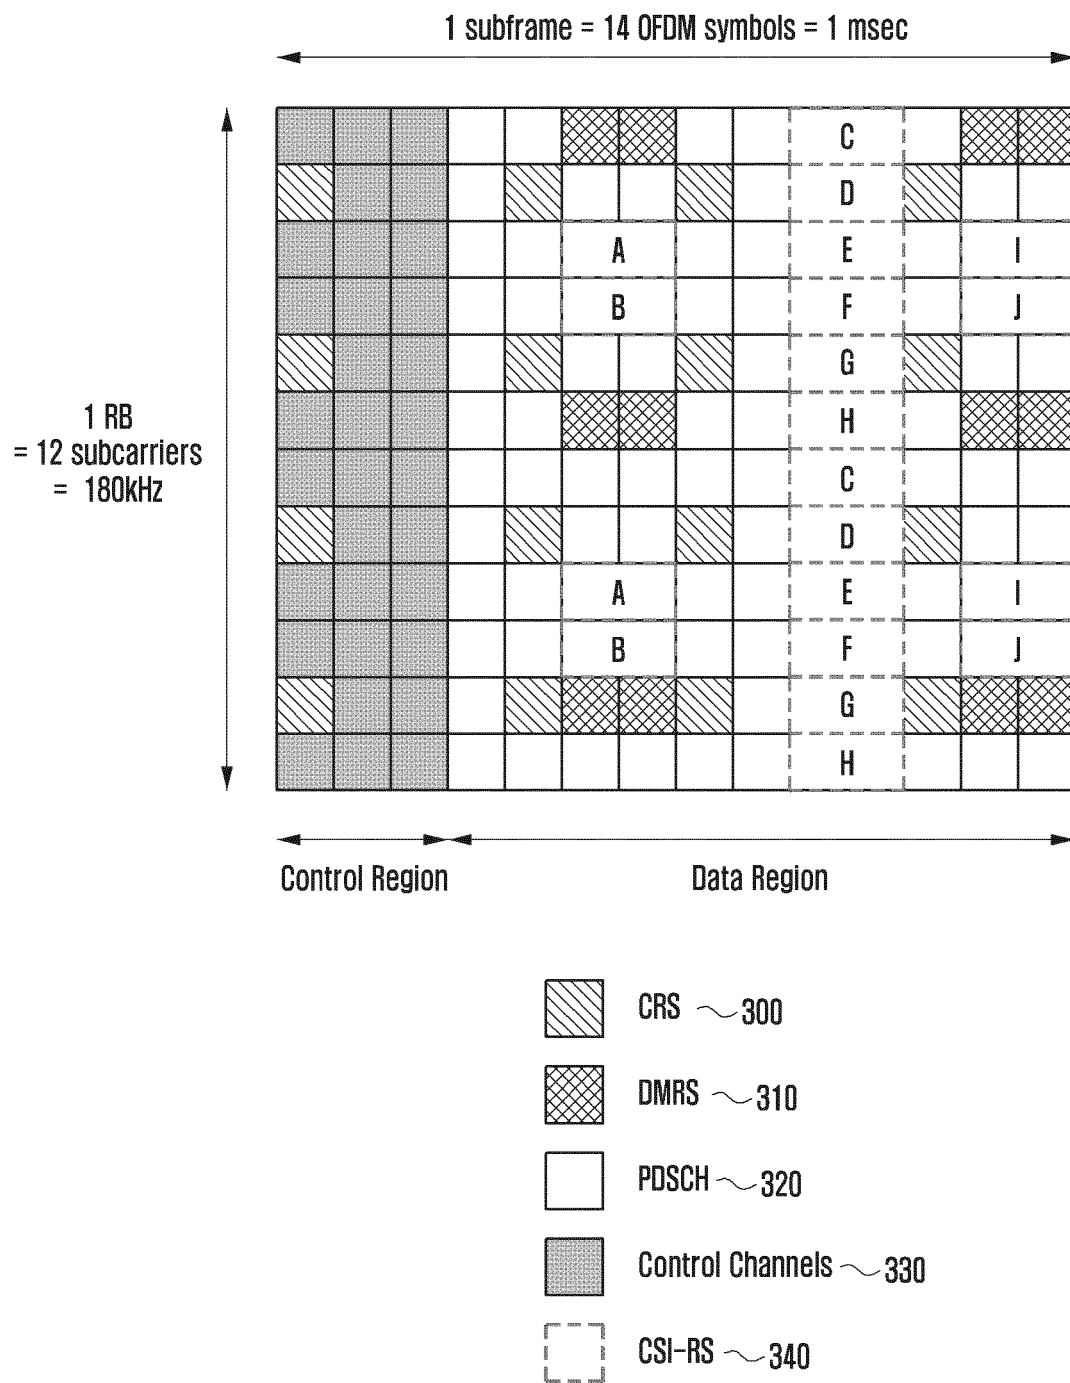 1 subframe = 14 OFDM symbols = 1 msec
C
D
A E I
B F J
G
H
1 RB
= 12 subcarriers
= 180kHz
C
D
A E I
B F J
G
H
Control Region Data Region
CRS 300
DMRS 310
PDSCH 320
Control Channels 330
CSI-RS 340